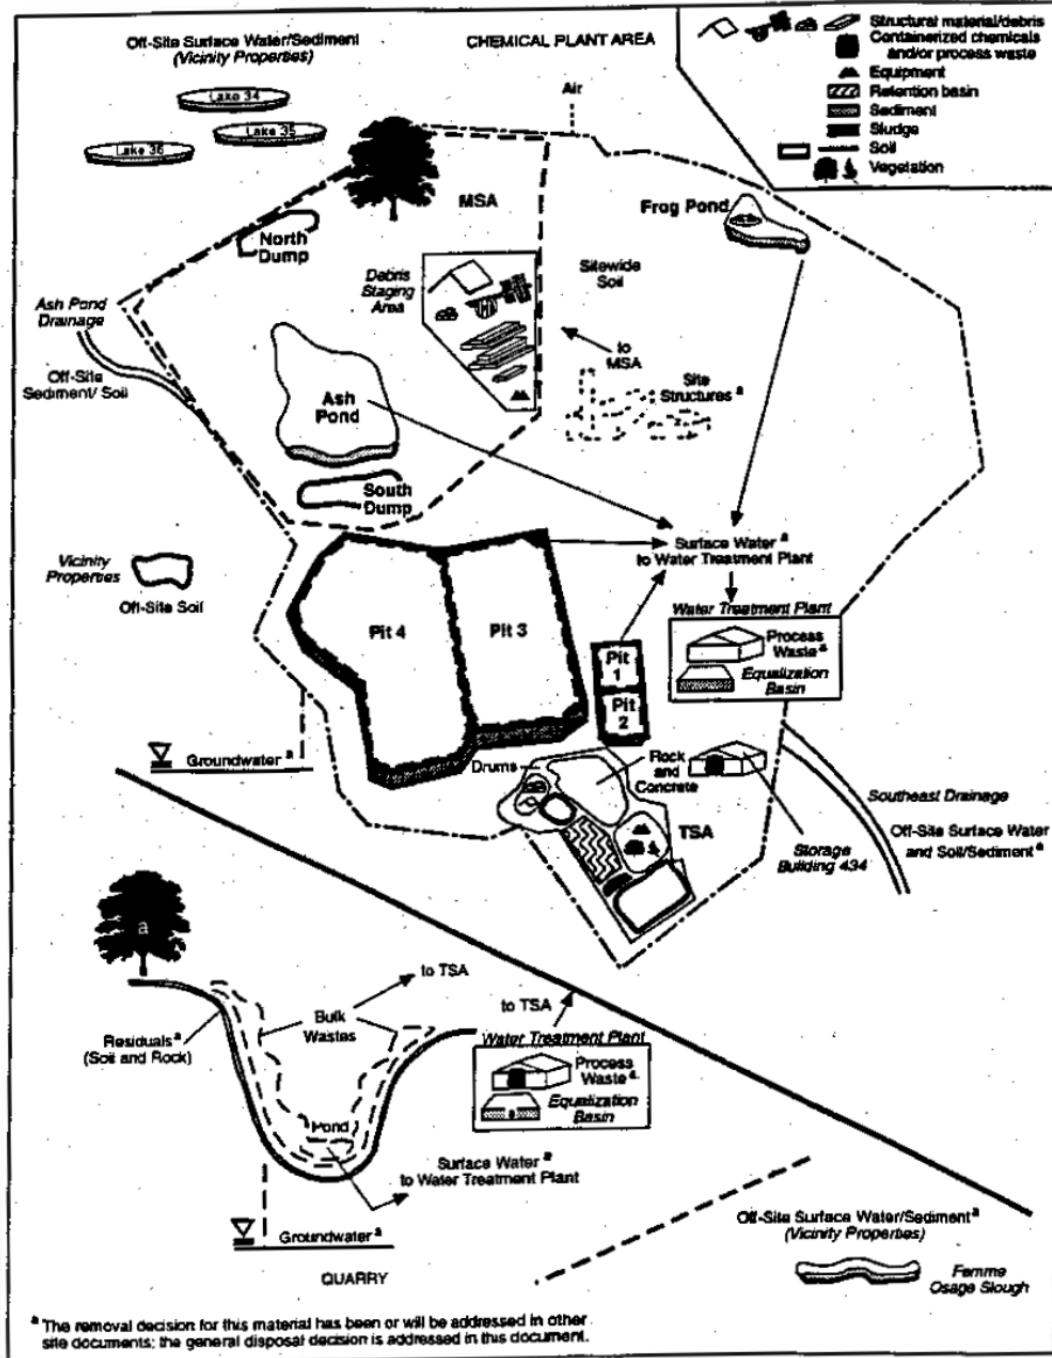 Off-Site Surface Water/Sediment
(Vicinity Properties)
CHEMICAL PLANT AREA
Structural material/debris
Containerized chemicals
and/or process waste
Equipment
Retention basin
Sediment
Sludge
Soil
Vegetation
Air
Lake 34
Lake 35
Lake 36
MSA
Frog Pond
North
Dump
Debris
Staging
Area
Sitewide
Soil
Ash Pond
Drainage
Off-Site
Sediment/ Soil
to
MSA
Site
Structures a
Ash
Pond
South
Dump
Surface Water a
to Water Treatment Plant
Vicinity
Properties
Off-Site Soil
Water Treatment Plant
Process
Waste a
Equalization
Basin
Pit 4
Pit 3
Pit
1
Pit
2
Groundwater a
Drums
Rock
and
Concrete
TSA
Storage
Building 434
Southeast Drainage
Off-Site Surface Water
and Soil/Sediment a
a
to TSA
Bulk
Wastes
Residuals a
(Soil and Rock)
to TSA
Water Treatment Plant
Process
Waste a
Equalization
Basin
Pond
Surface Water a
to Water Treatment Plant
Groundwater a
QUARRY
Off-Site Surface Water/Sediment a
(Vicinity Properties)
Femme
Osage Slough
a The removal decision for this material has been or will be addressed in other
site documents; the general disposal decision is addressed in this document.